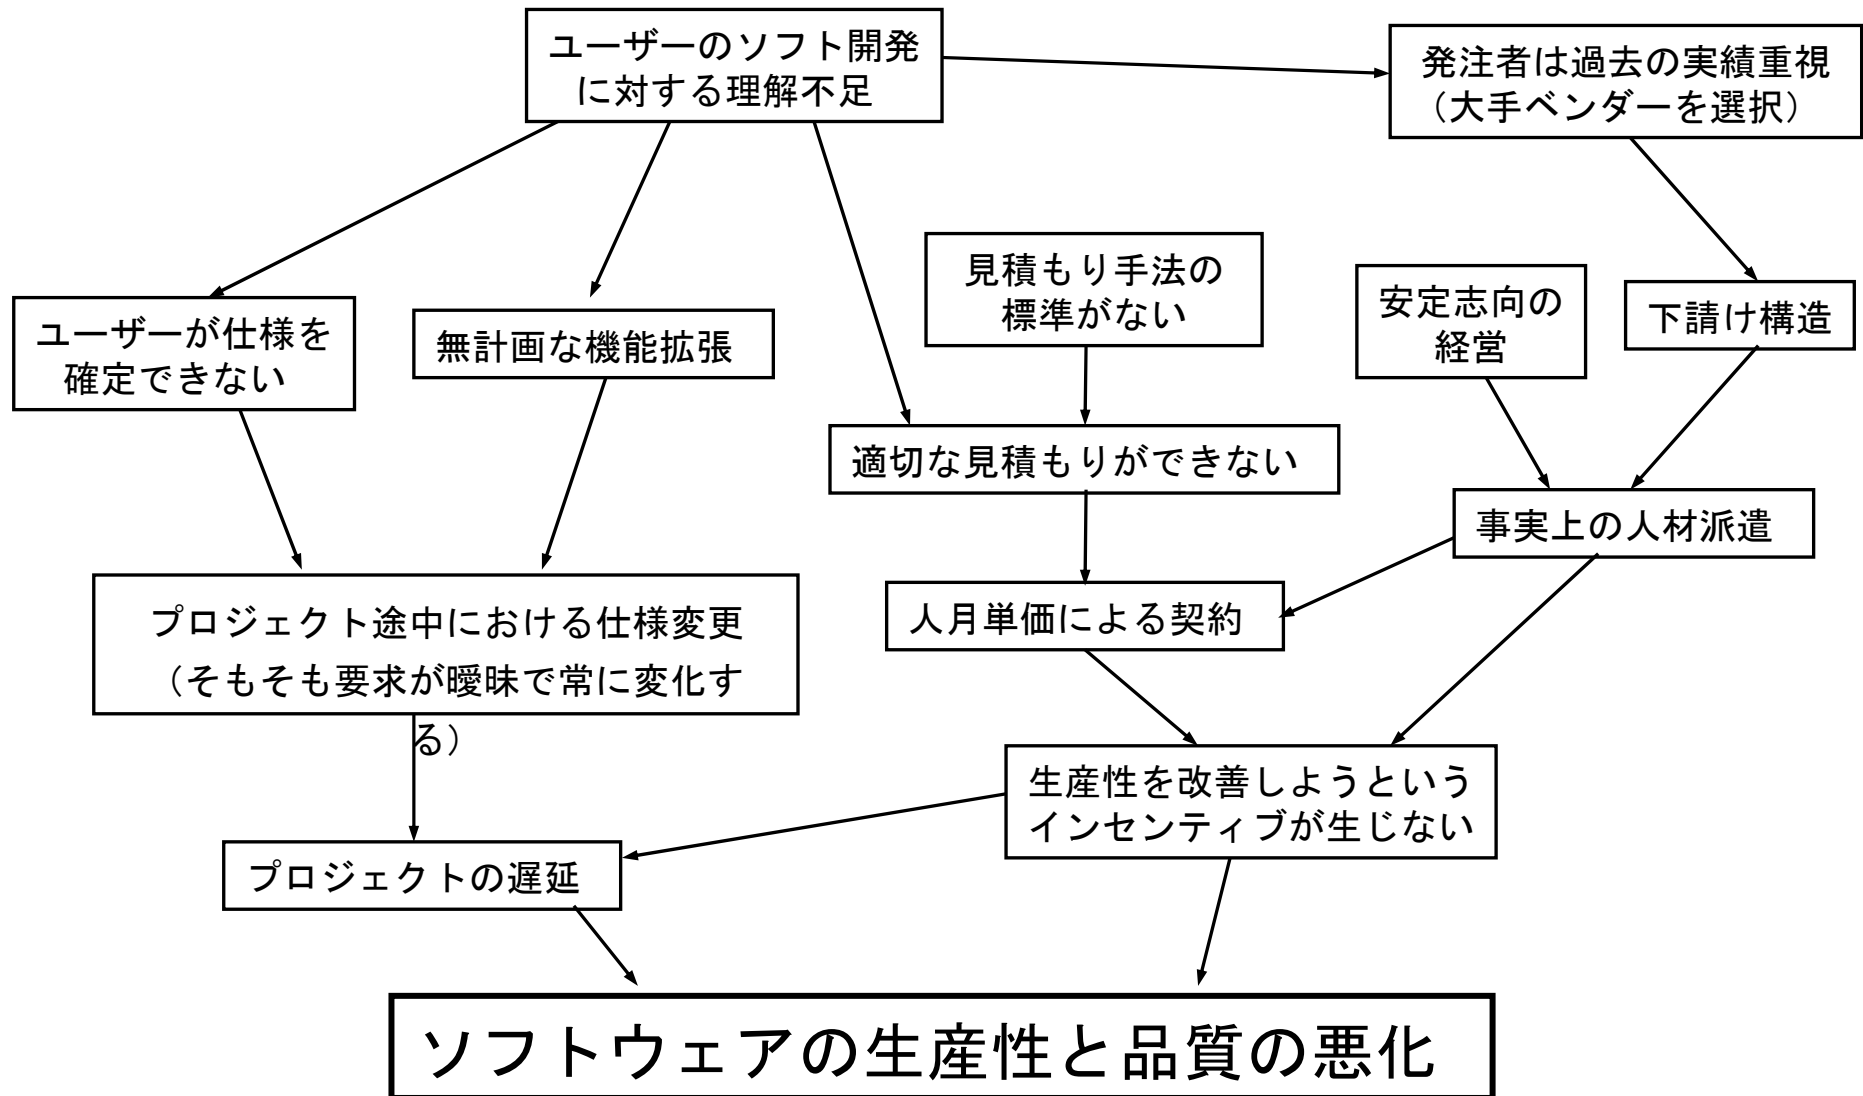 ユーザーのソフト開発
に対する理解不足
発注者は過去の実績重視
（大手ベンダーを選択）
見積もり手法の
標準がない
安定志向の
経営
下請け構造
ユーザーが仕様を
確定できない
無計画な機能拡張
適切な見積もりができない
事実上の人材派遣
プロジェクト途中における仕様変更
（そもそも要求が曖昧で常に変化す
る）
人月単価による契約
生産性を改善しようという
インセンティブが生じない
プロジェクトの遅延
ソフトウェアの生産性と品質の悪化